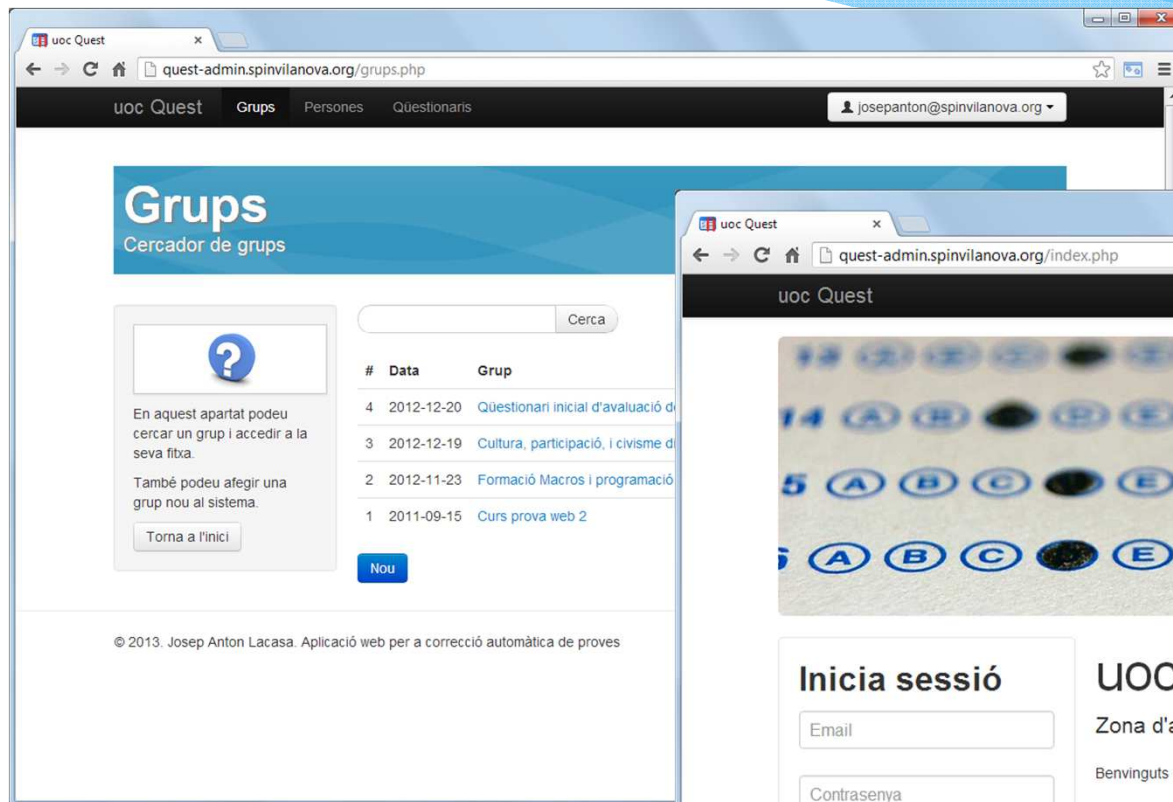 uoc Quest
quest-admin.spinvilanova.org/grups.php
uoc Quest Grups Persones Qüestionaris josepanton@spinvilanova.org
Grups
Cercador de grups
En aquest apartat podeu
cercar un grup i accedir a la
seva fitxa.
També podeu afegir una
grup nou al sistema.
Torna a l'inici
Cerca
# Data Grup
4 2012-12-20 Qüestionari inicial d'avaluació
3 2012-12-19 Cultura, participació, i civisme
2 2012-11-23 Formació Macros i programació
1 2011-09-15 Curs prova web 2
Nou
© 2013. Josep Anton Lacasa. Aplicació web per a correcció automàtica de proves
uoc Quest
quest-admin.spinvilanova.org/index.php
uoc Quest
13
14 A B D E
5 A B C E
A B C E
Inicia sessió
Email
Contrasenya
uoc
Zona
Benvinguts